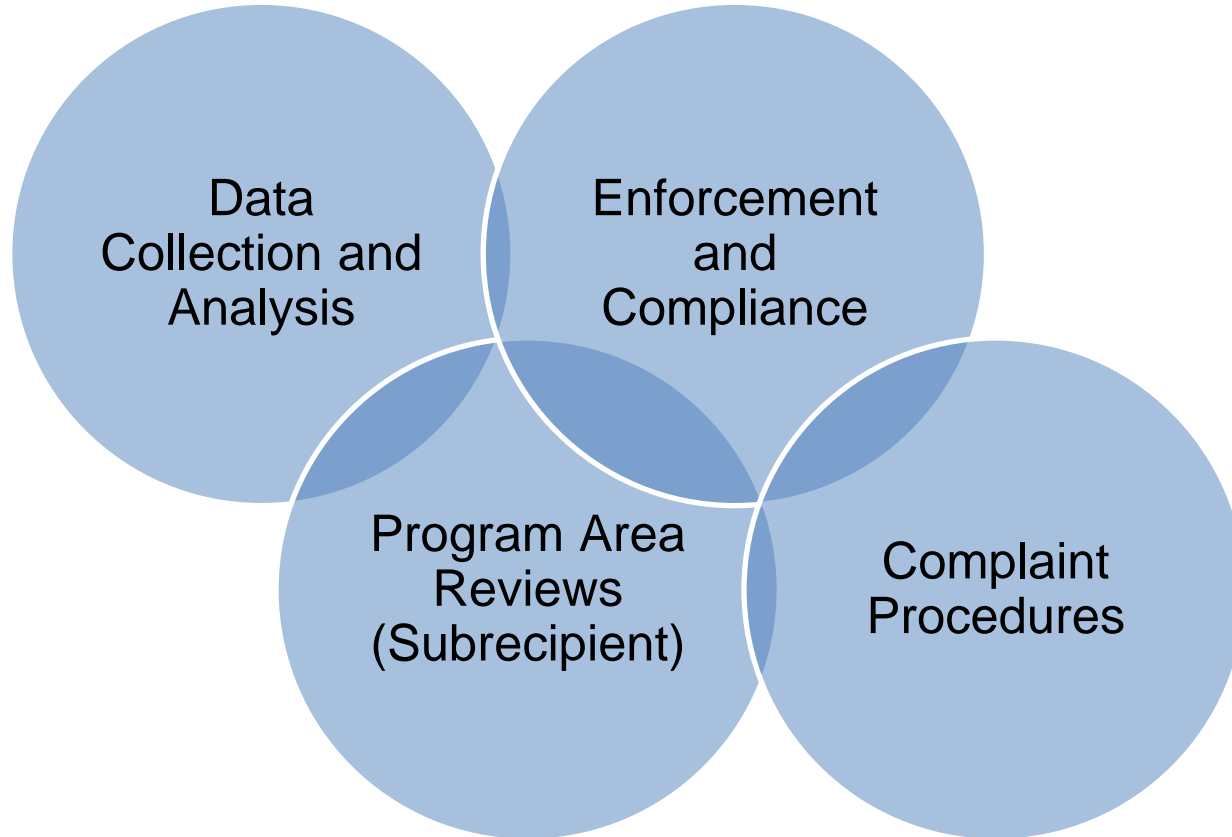 Data
Collection and
Analysis
Enforcement
and
Compliance
Program Area
Reviews
(Subrecipient)
Complaint
Procedures